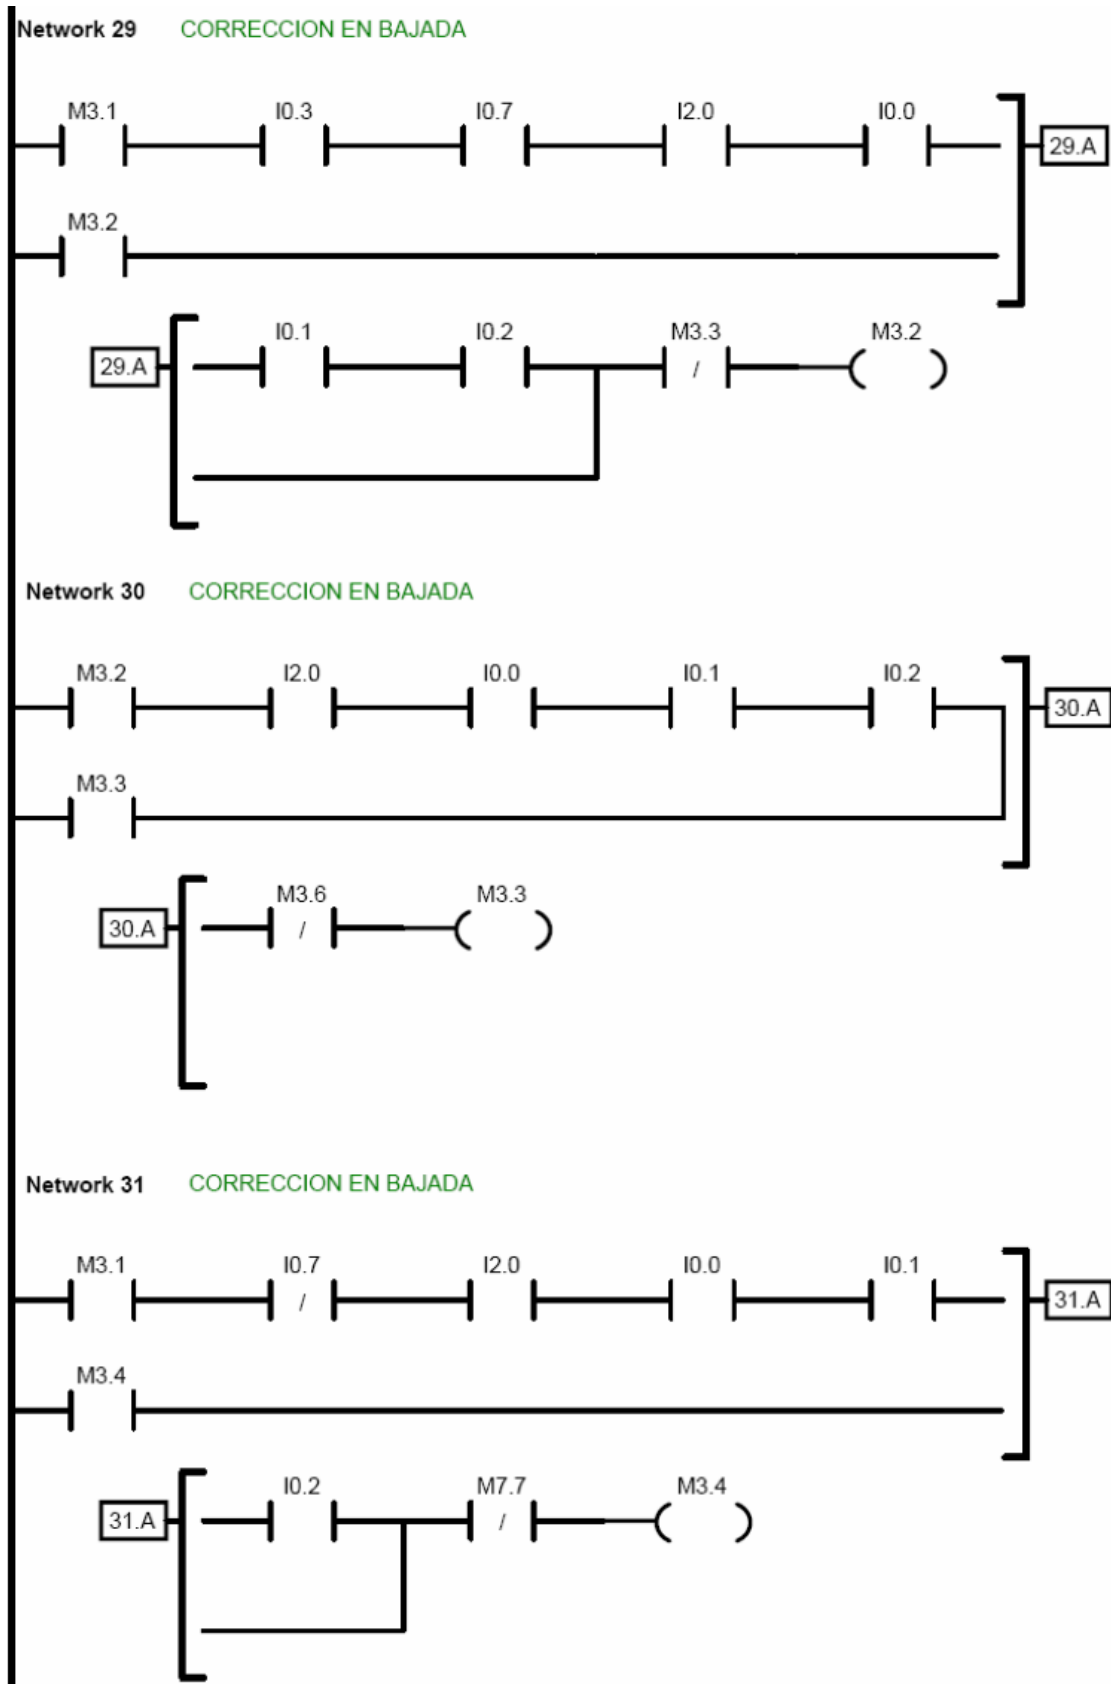 Network 29 CORRECCION EN BAJADA
M3.1 I0.3 I0.7 I2.0 I0.0
29.A
M3.2
I0.1 I0.2 M3.3 M3.2
29.A /
Network 30 CORRECCION EN BAJADA
M3.2 I2.0 I0.0 I0.1 I0.2
30.A
M3.3
M3.6 M3.3
30.A /
Network 31 CORRECCION EN BAJADA
M3.1 I0.7 I2.0 I0.0 I0.1
/ 31.A
M3.4
I0.2 M7.7 M3.4
31.A /